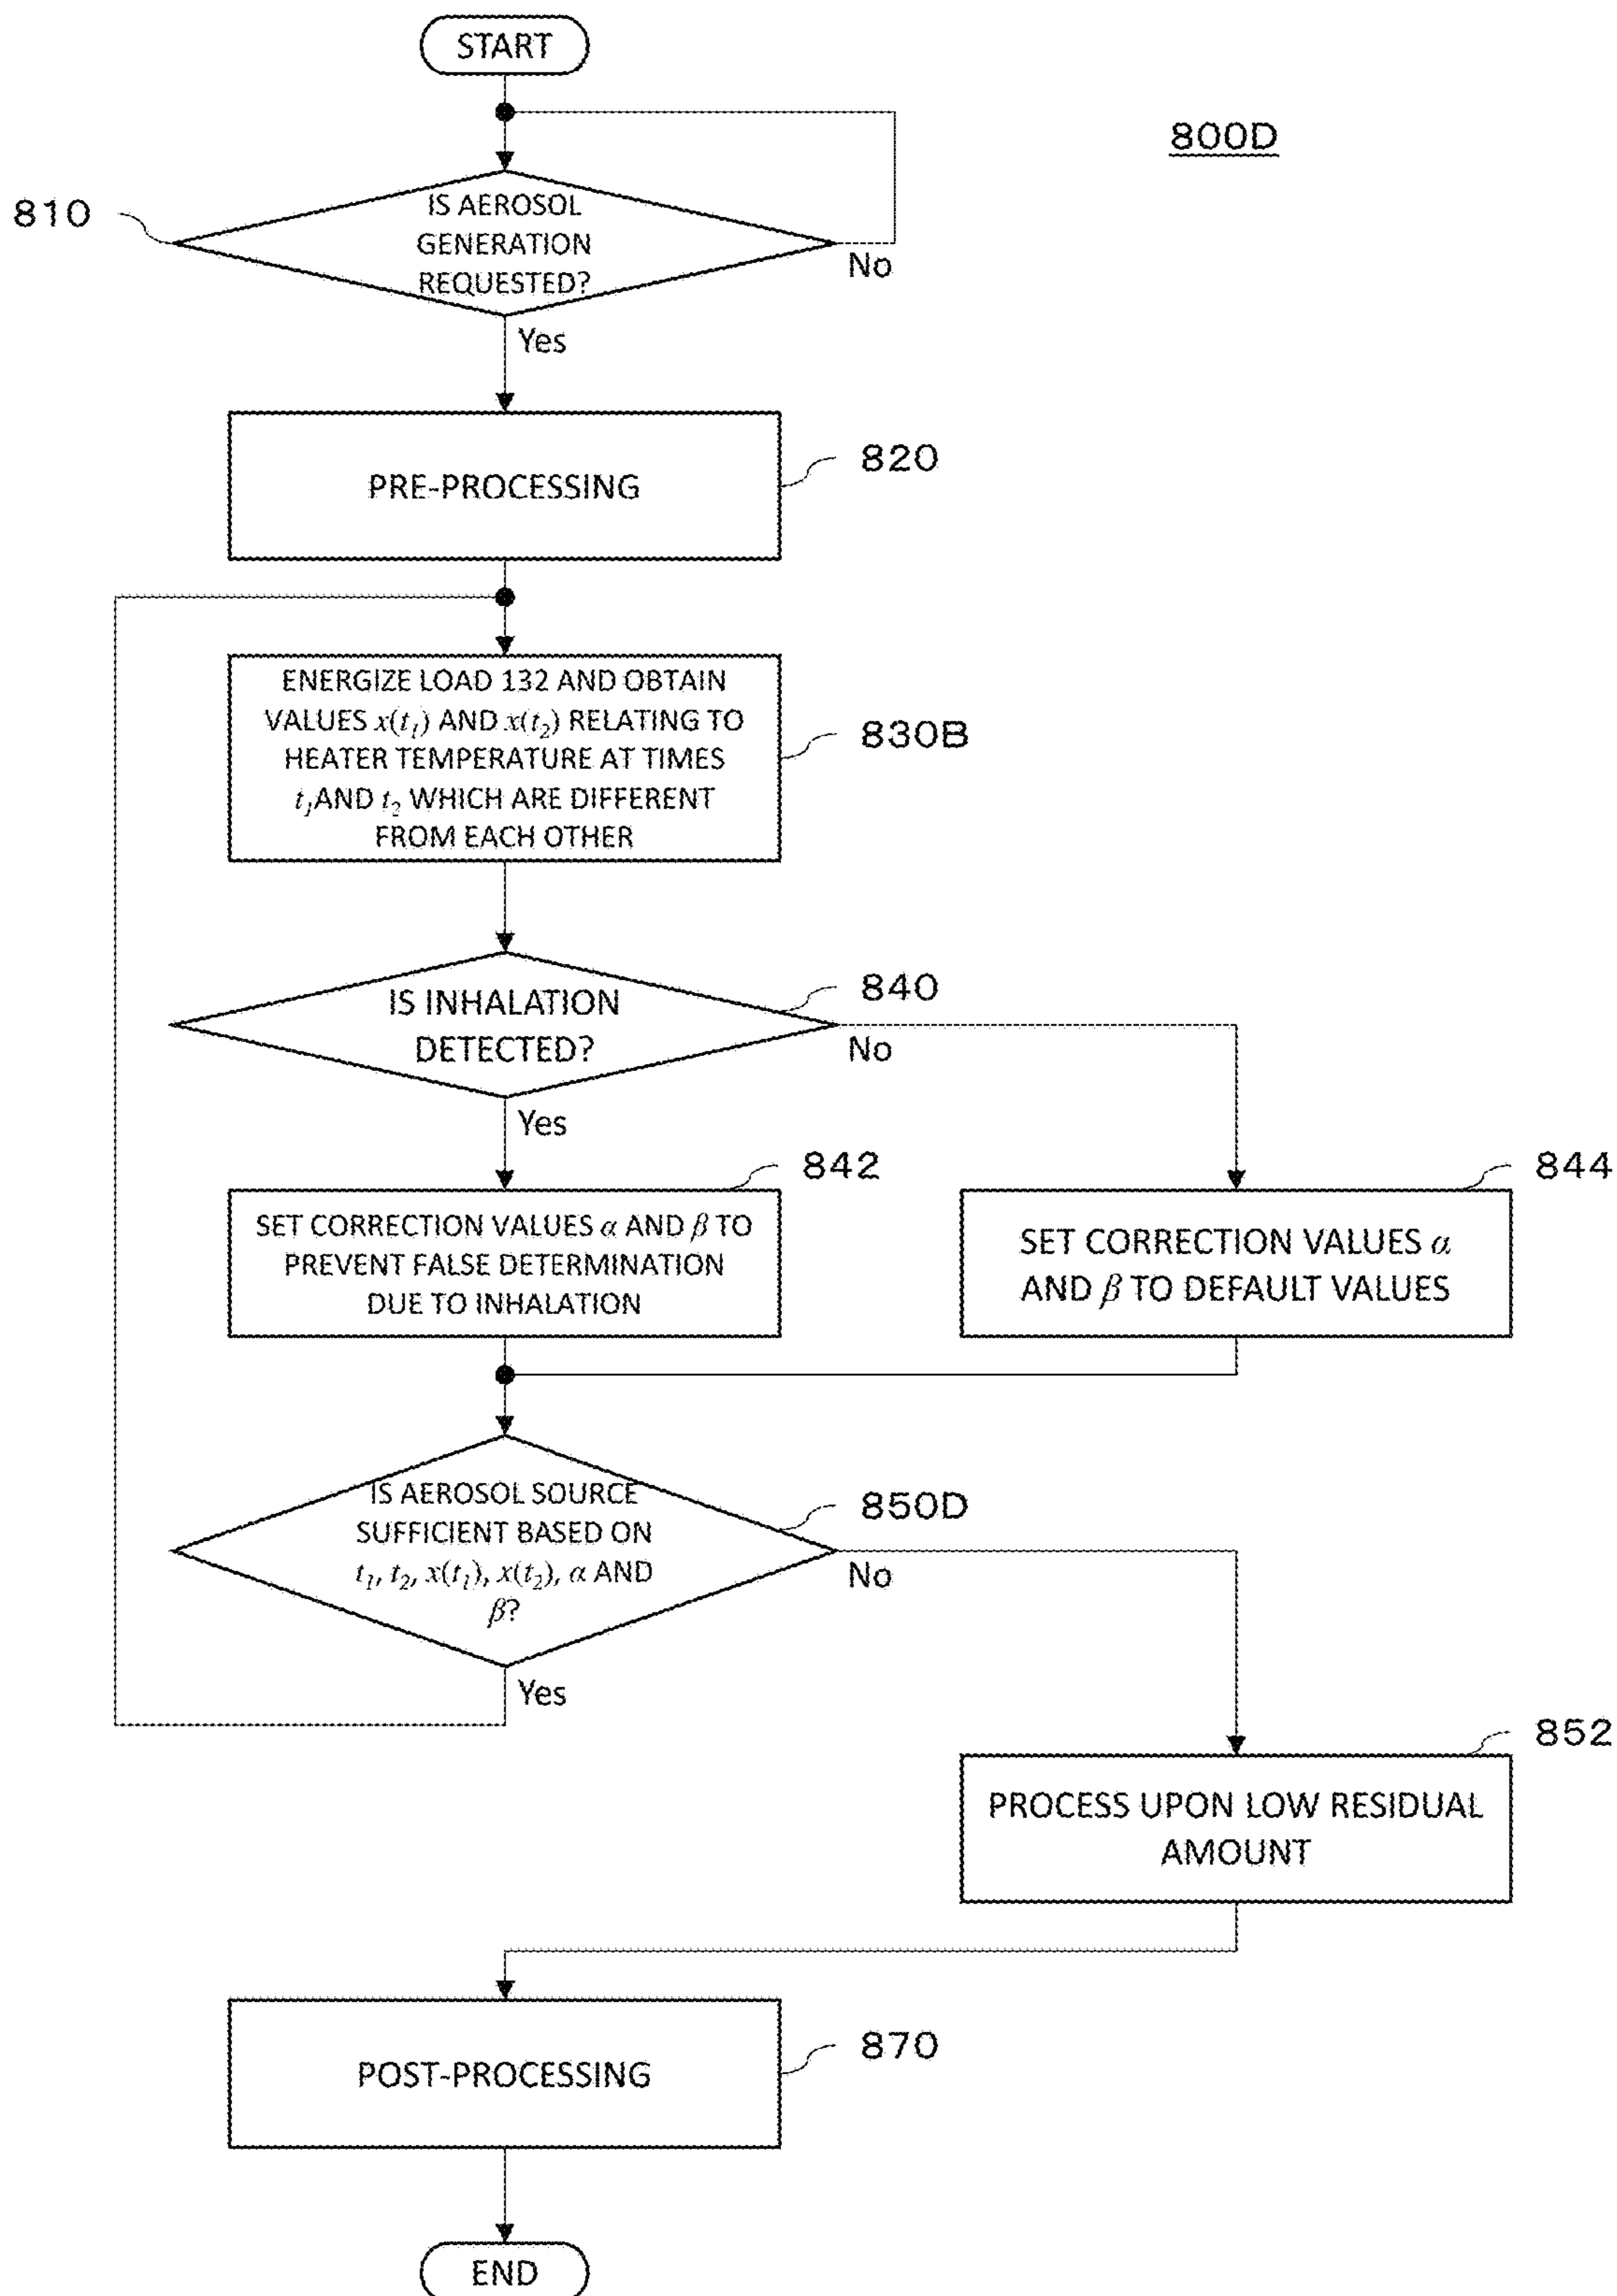 START
800D
810
IS AEROSOL
GENERATION
REQUESTED?
No
Yes
PRE-PROCESSING
820
ENERGIZE LOAD 132 AND OBTAIN
VALUES x(t1) AND x(t2) RELATING TO
HEATER TEMPERATURE AT TIMES
t1AND t2 WHICH ARE DIFFERENT
FROM EACH OTHER
830B
IS INHALATION
DETECTED?
840
No
Yes
842
SET CORRECTION VALUES α AND β TO
PREVENT FALSE DETERMINATION
DUE TO INHALATION
844
SET CORRECTION VALUES α
AND β TO DEFAULT VALUES
IS AEROSOL SOURCE
SUFFICIENT BASED ON
t1, t2, x(t1), x(t2), α AND
β?
850D
No
Yes
852
PROCESS UPON LOW RESIDUAL
AMOUNT
POST-PROCESSING
870
END